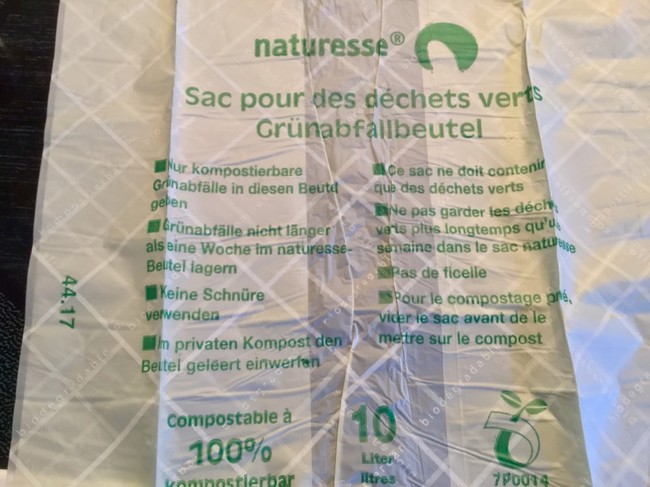 naturesse®
Sac pour des déchets verts
Grünabfallbeutel
Nur kompostierbare
Grünabfälle in diesen Beutel
geben
Grünabfälle nicht länger
als eine Woche im naturesse-
Beutel lagern
Keine Schnüre
verwenden
Im privaten Kompost den
Beutel geleert einwerfen
Ce sac ne doit contenir
que des déchets verts
Ne pas garder les déchets
verts plus longtemps qu'une
semaine dans le sac naturesse
Pas de ficelle
Pour le compostage privé,
vider le sac avant de le
mettre sur le compost
44.17
Compostable à
100%
kompostierbar
10
Liter
litres
7P0014
biodegradable